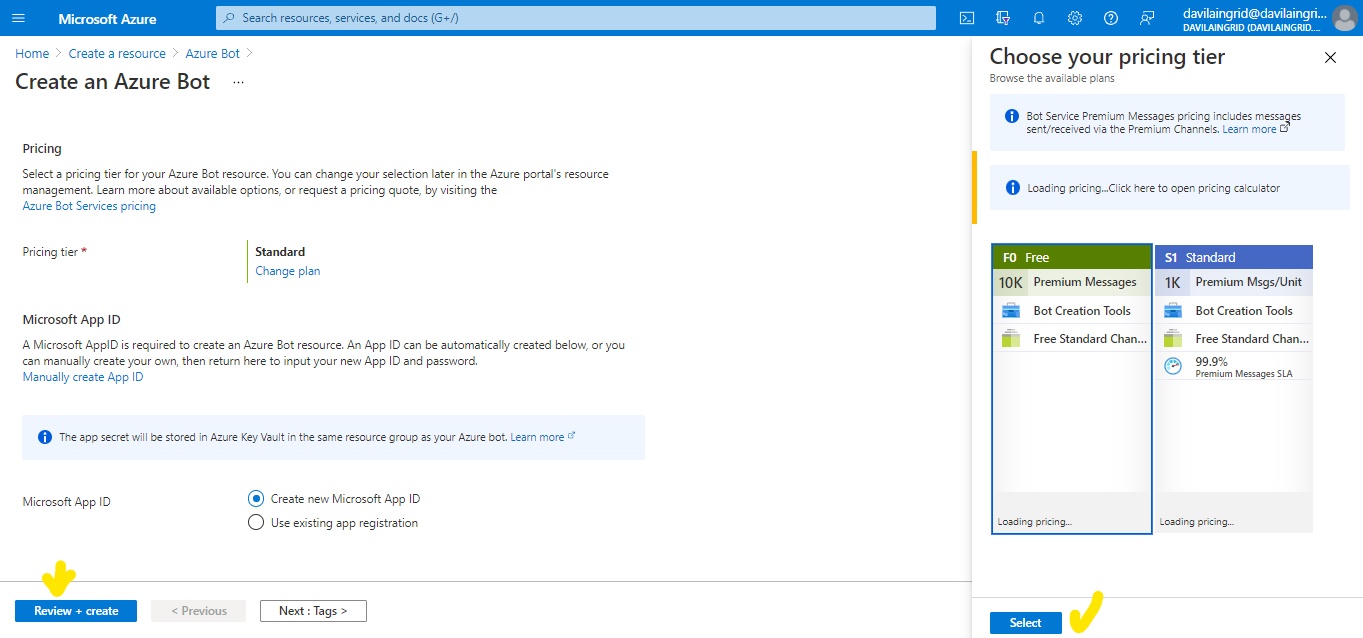 Microsoft Azure
Search resources, services, and docs (G+/)
davilaingrid@davilaingri...
DAVILAINGRID (DAVILAINGRID....
Home > Create a resource > Azure Bot >
Create an Azure Bot ...
Pricing
Select a pricing tier for your Azure Bot resource. You can change your selection later in the Azure portal's resource
management. Learn more about available options, or request a pricing quote, by visiting the
Azure Bot Services pricing
Pricing tier *
Standard
Change plan
Microsoft App ID
A Microsoft AppID is required to create an Azure Bot resource. An App ID can be automatically created below, or you
can manually create your own, then return here to input your new App ID and password.
Manually create App ID
The app secret will be stored in Azure Key Vault in the same resource group as your Azure bot. Learn more
Microsoft App ID
Create new Microsoft App ID
Use existing app registration
Review + create
< Previous
Next : Tags >
Choose your pricing tier
Browse the available plans
Bot Service Premium Messages pricing includes messages
sent/received via the Premium Channels. Learn more
Loading pricing...Click here to open pricing calculator
F0 Free
10K Premium Messages
Bot Creation Tools
Free Standard Chan...
Loading pricing...
S1 Standard
1K Premium Msgs/Unit
Bot Creation Tools
Free Standard Chan...
99.9%
Premium Messages SLA
Loading pricing...
Select